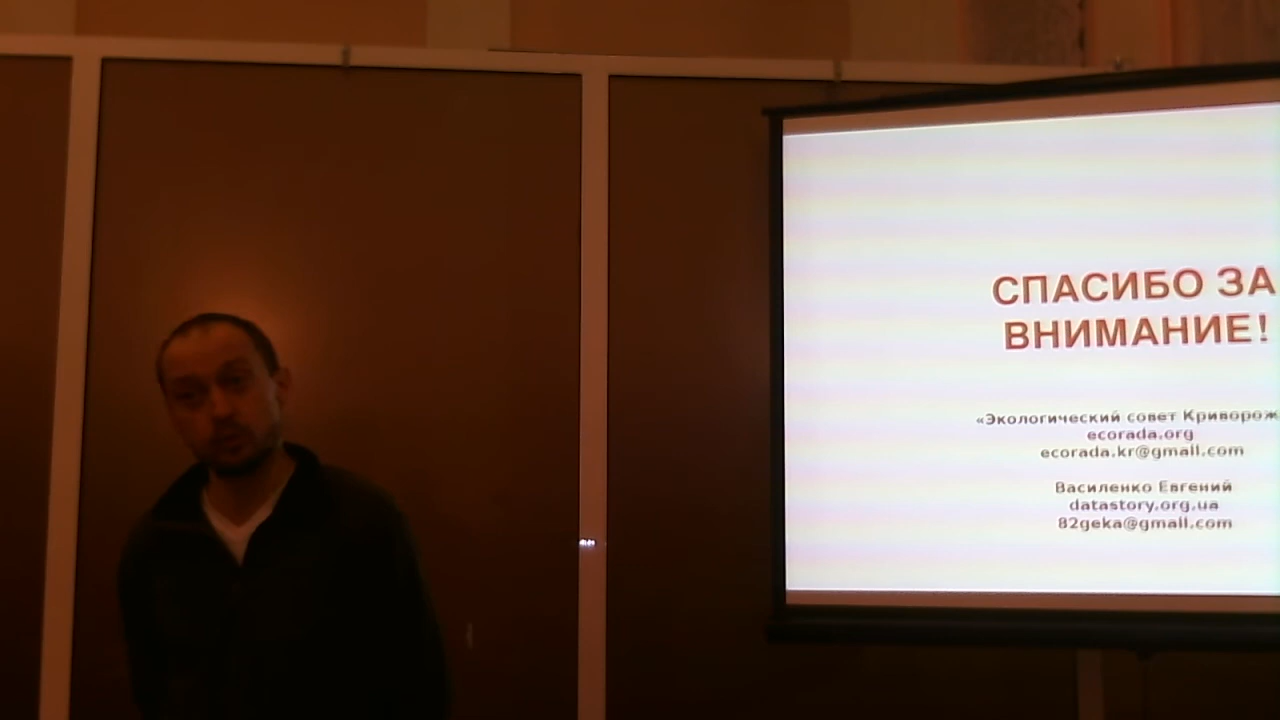 СПАСИБО ЗА
ВНИМАНИЕ!
«Экологический совет Криворож
ecorada.org
ecorada.kr@gmail.com
Василенко Евгений
datastory.org.ua
82geka@gmail.com